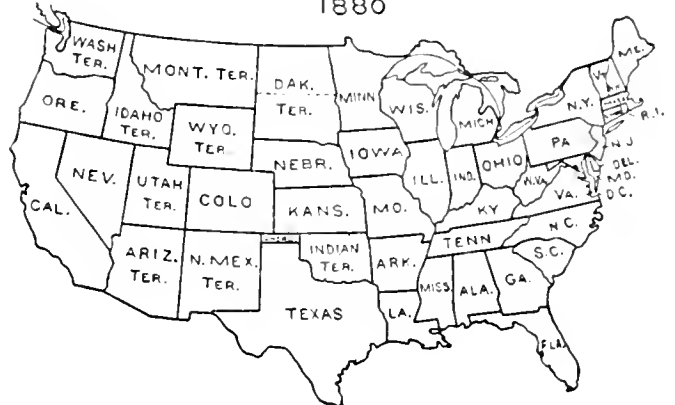 1880
WASH
TER.
MONT. TER.
DAK.
TER.
MINN
WIS.
MICH
ME.
VT
N.Y.
R.I.
ORE.
IDAHO
TER.
WYO.
TER.
NEBR.
IOWA
ILL.
IND.
OHIO
PA
N J
DEL.
MD.
D C.
W.VA.
VA.
NEV.
UTAH
TER.
COLO
KANS.
MO.
KY
CAL.
N C.
TENN
S.C.
ARIZ.
TER.
N. MEX.
TER.
INDIAN
TER.
ARK.
MISS.
ALA.
GA.
TEXAS
LA.
FLA.